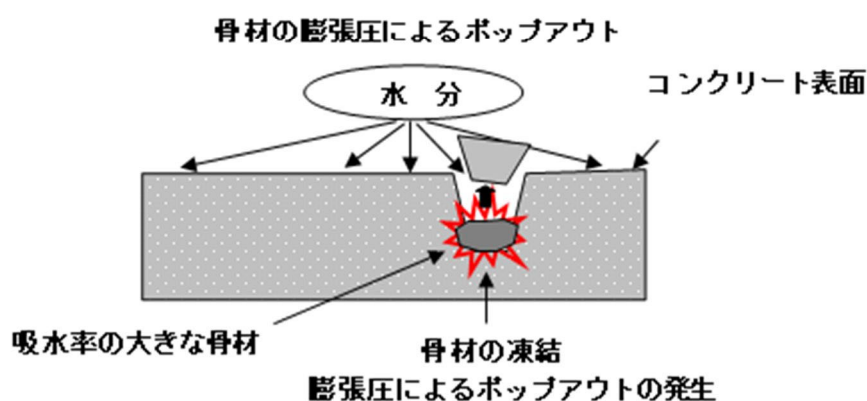 骨材の膨張圧によるポップアウト
水　分
コンクリート表面
吸水率の大きな骨材
骨材の凍結
膨張圧によるポップアウトの発生